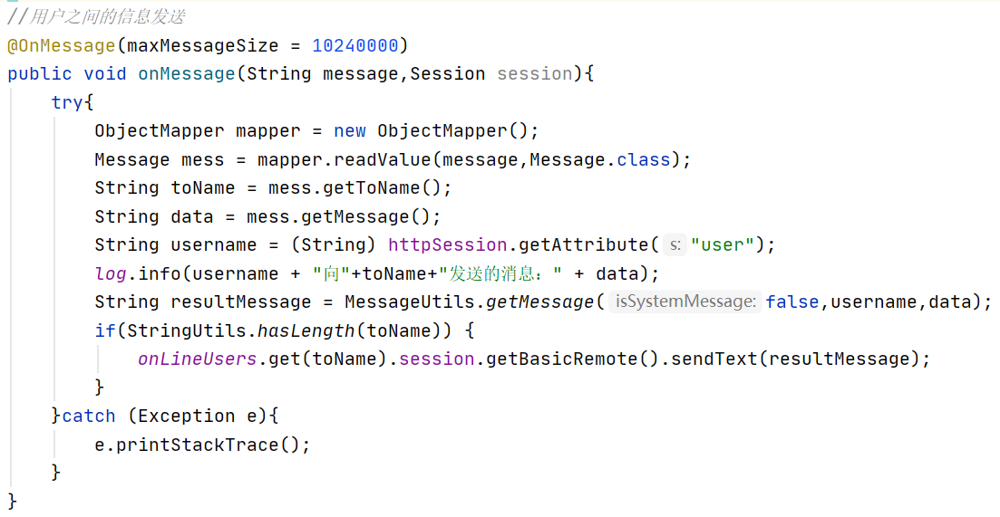 //用户之间的信息发送
@OnMessage(maxMessageSize = 10240000)
public void onMessage(String message,Session session){
    try{
        ObjectMapper mapper = new ObjectMapper();
        Message mess = mapper.readValue(message,Message.class);
        String toName = mess.getToName();
        String data = mess.getMessage();
        String username = (String) httpSession.getAttribute( s: "user");
        log.info(username + "向"+toName+"发送的消息：" + data);
        String resultMessage = MessageUtils.getMessage( isSystemMessage: false,username,data);
        if(StringUtils.hasLength(toName)) {
            onLineUsers.get(toName).session.getBasicRemote().sendText(resultMessage);
        }
    }catch (Exception e){
        e.printStackTrace();
    }
}